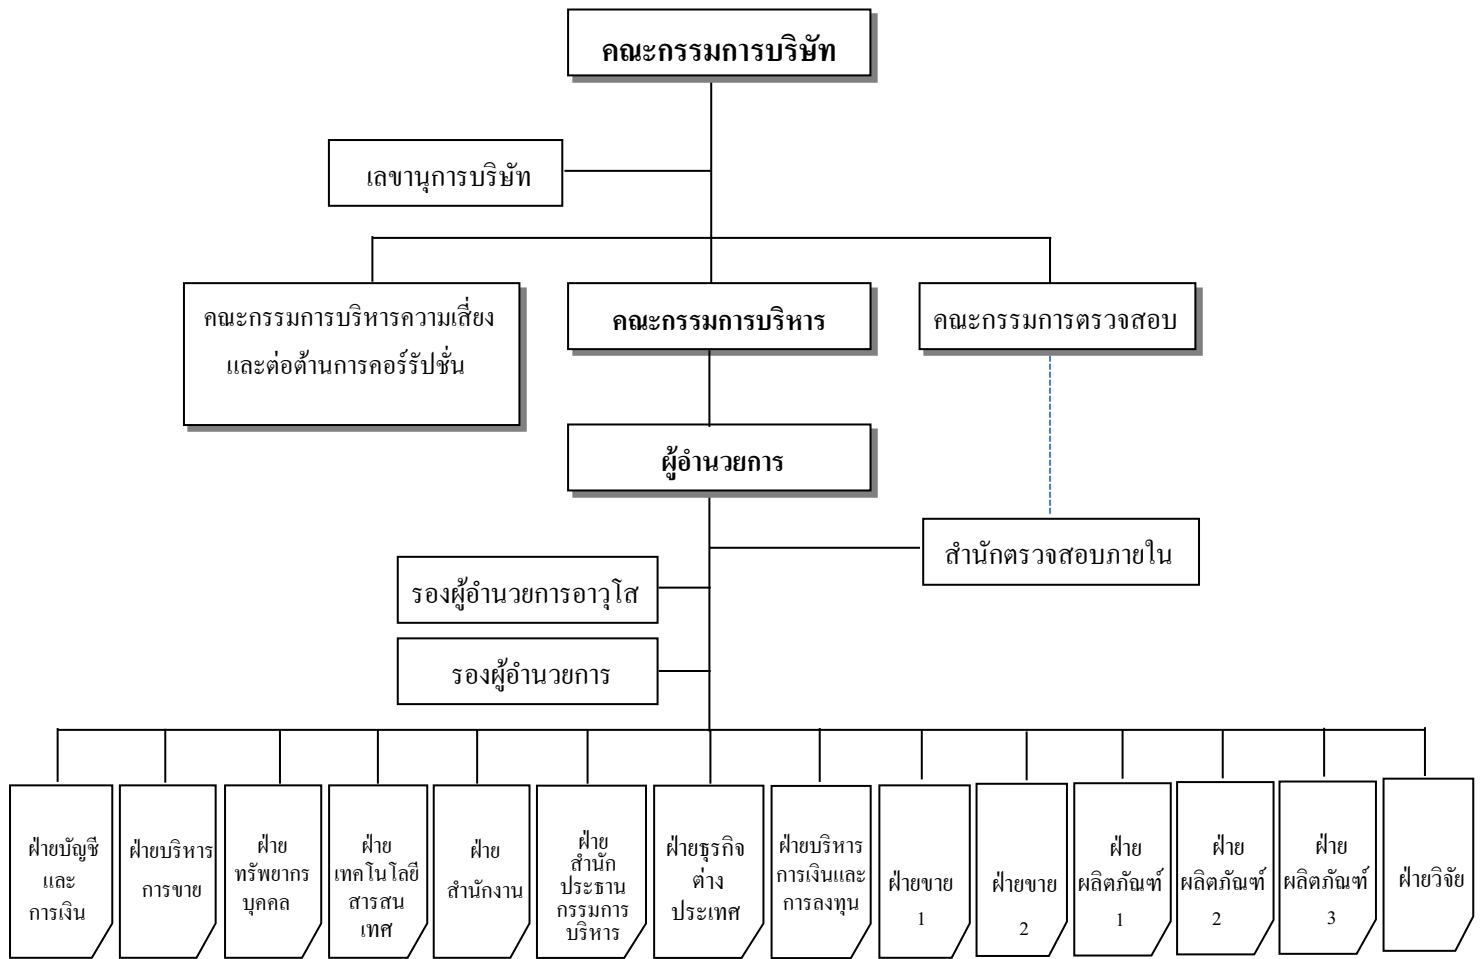 คณะกรรมการบริษัท
เลขานุการบริษัท
คณะกรรมการบริหารความเสี่ยง
และต่อต้านการคอร์รัปชั่น
คณะกรรมการบริหาร
คณะกรรมการตรวจสอบ
ผู้อำนวยการ
สำนักตรวจสอบภายใน
รองผู้อำนวยการอาวุโส
รองผู้อำนวยการ
ฝ่ายบัญชี
และ
การเงิน
ฝ่ายบริหาร
การขาย
ฝ่าย
ทรัพยากร
บุคคล
ฝ่าย
เทคโนโลยี
สารสน
เทศ
ฝ่าย
สำนักงาน
ฝ่าย
สำนัก
ประธาน
กรรมการ
บริหาร
ฝ่ายธุรกิจ
ต่าง
ประเทศ
ฝ่ายบริหาร
การเงินและ
การลงทุน
ฝ่ายขาย
1
ฝ่ายขาย
2
ฝ่าย
ผลิตภัณฑ์
1
ฝ่าย
ผลิตภัณฑ์
2
ฝ่าย
ผลิตภัณฑ์
3
ฝ่ายวิจัย